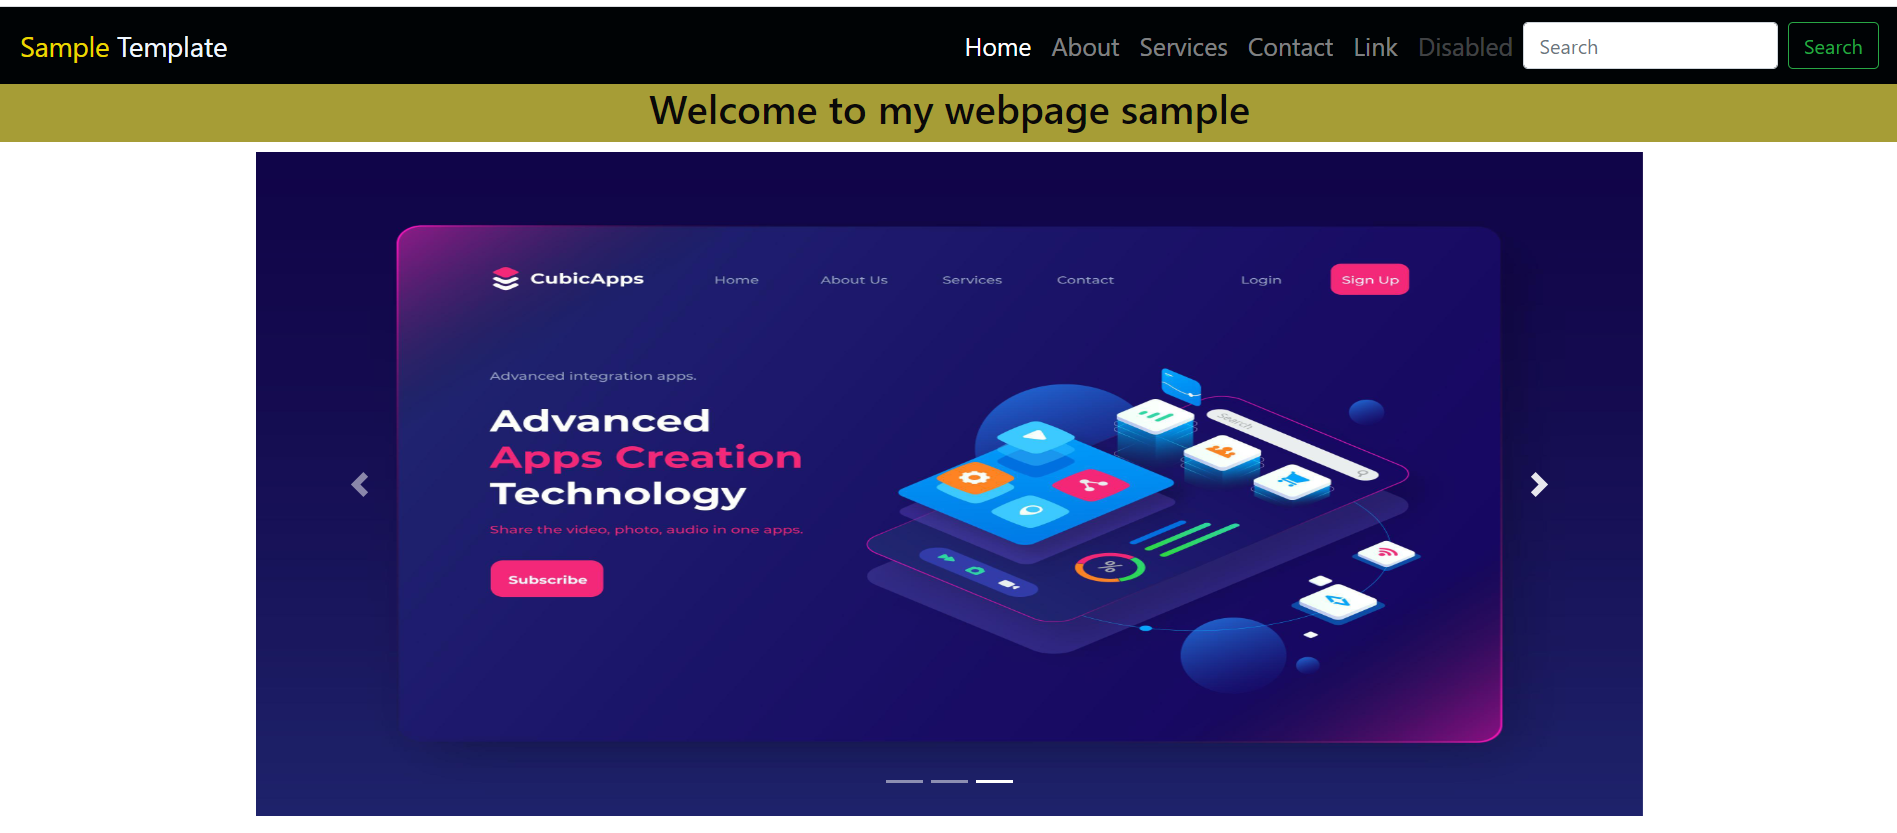 Sample Template
Home About Services Contact Link Disabled Search Search
Welcome to my webpage sample
CubicApps Home About Us Services Contact Login Sign Up
Advanced integration apps.
Advanced
Apps Creation
Technology
Share the video, photo, audio in one apps.
Subscribe
Search
%